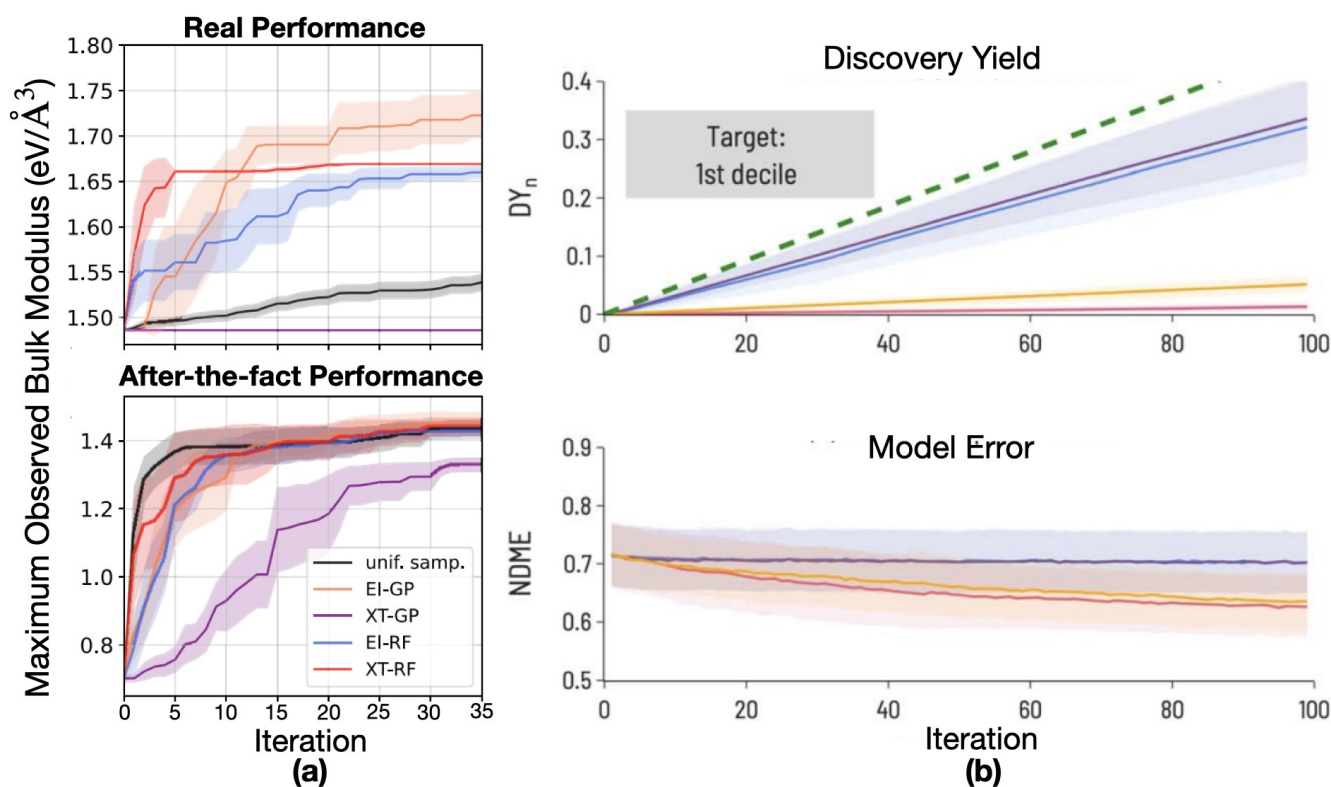 Real Performance
Maximum Observed Bulk Modulus (eV/Å³)
1.80
1.75
1.70
1.65
1.60
1.55
1.50
After-the-fact Performance
1.4
1.2
1.0
0.8
unif. samp.
EI-GP
XT-GP
EI-RF
XT-RF
0 5 10 15 20 25 30 35
Iteration
(a)
Discovery Yield
DYn
0.4
0.3
0.2
0.1
0
Target:
1st decile
0 20 40 60 80 100
Model Error
NDME
0.9
0.8
0.7
0.6
0.5
0 20 40 60 80 100
Iteration
(b)